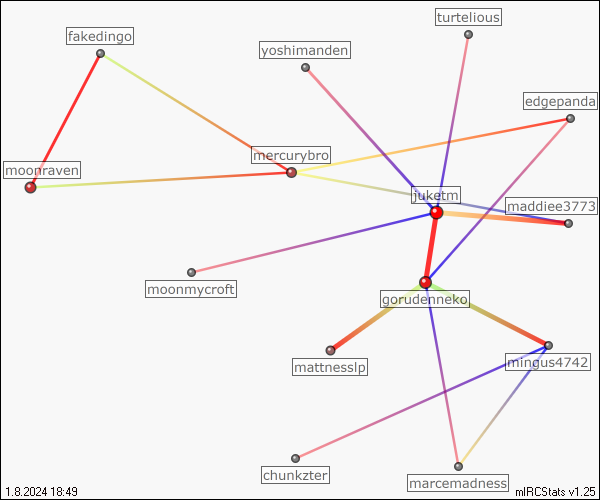 turtelious
fakedingo
yoshimanden
edgepanda
mercurybro
moonraven
juketm
maddiee3773
moonmycroft
gorudenneko
mattnesslp
mingus4742
chunkzter
marcemadness
1.8.2024 18:49
mIRCStats v1.25